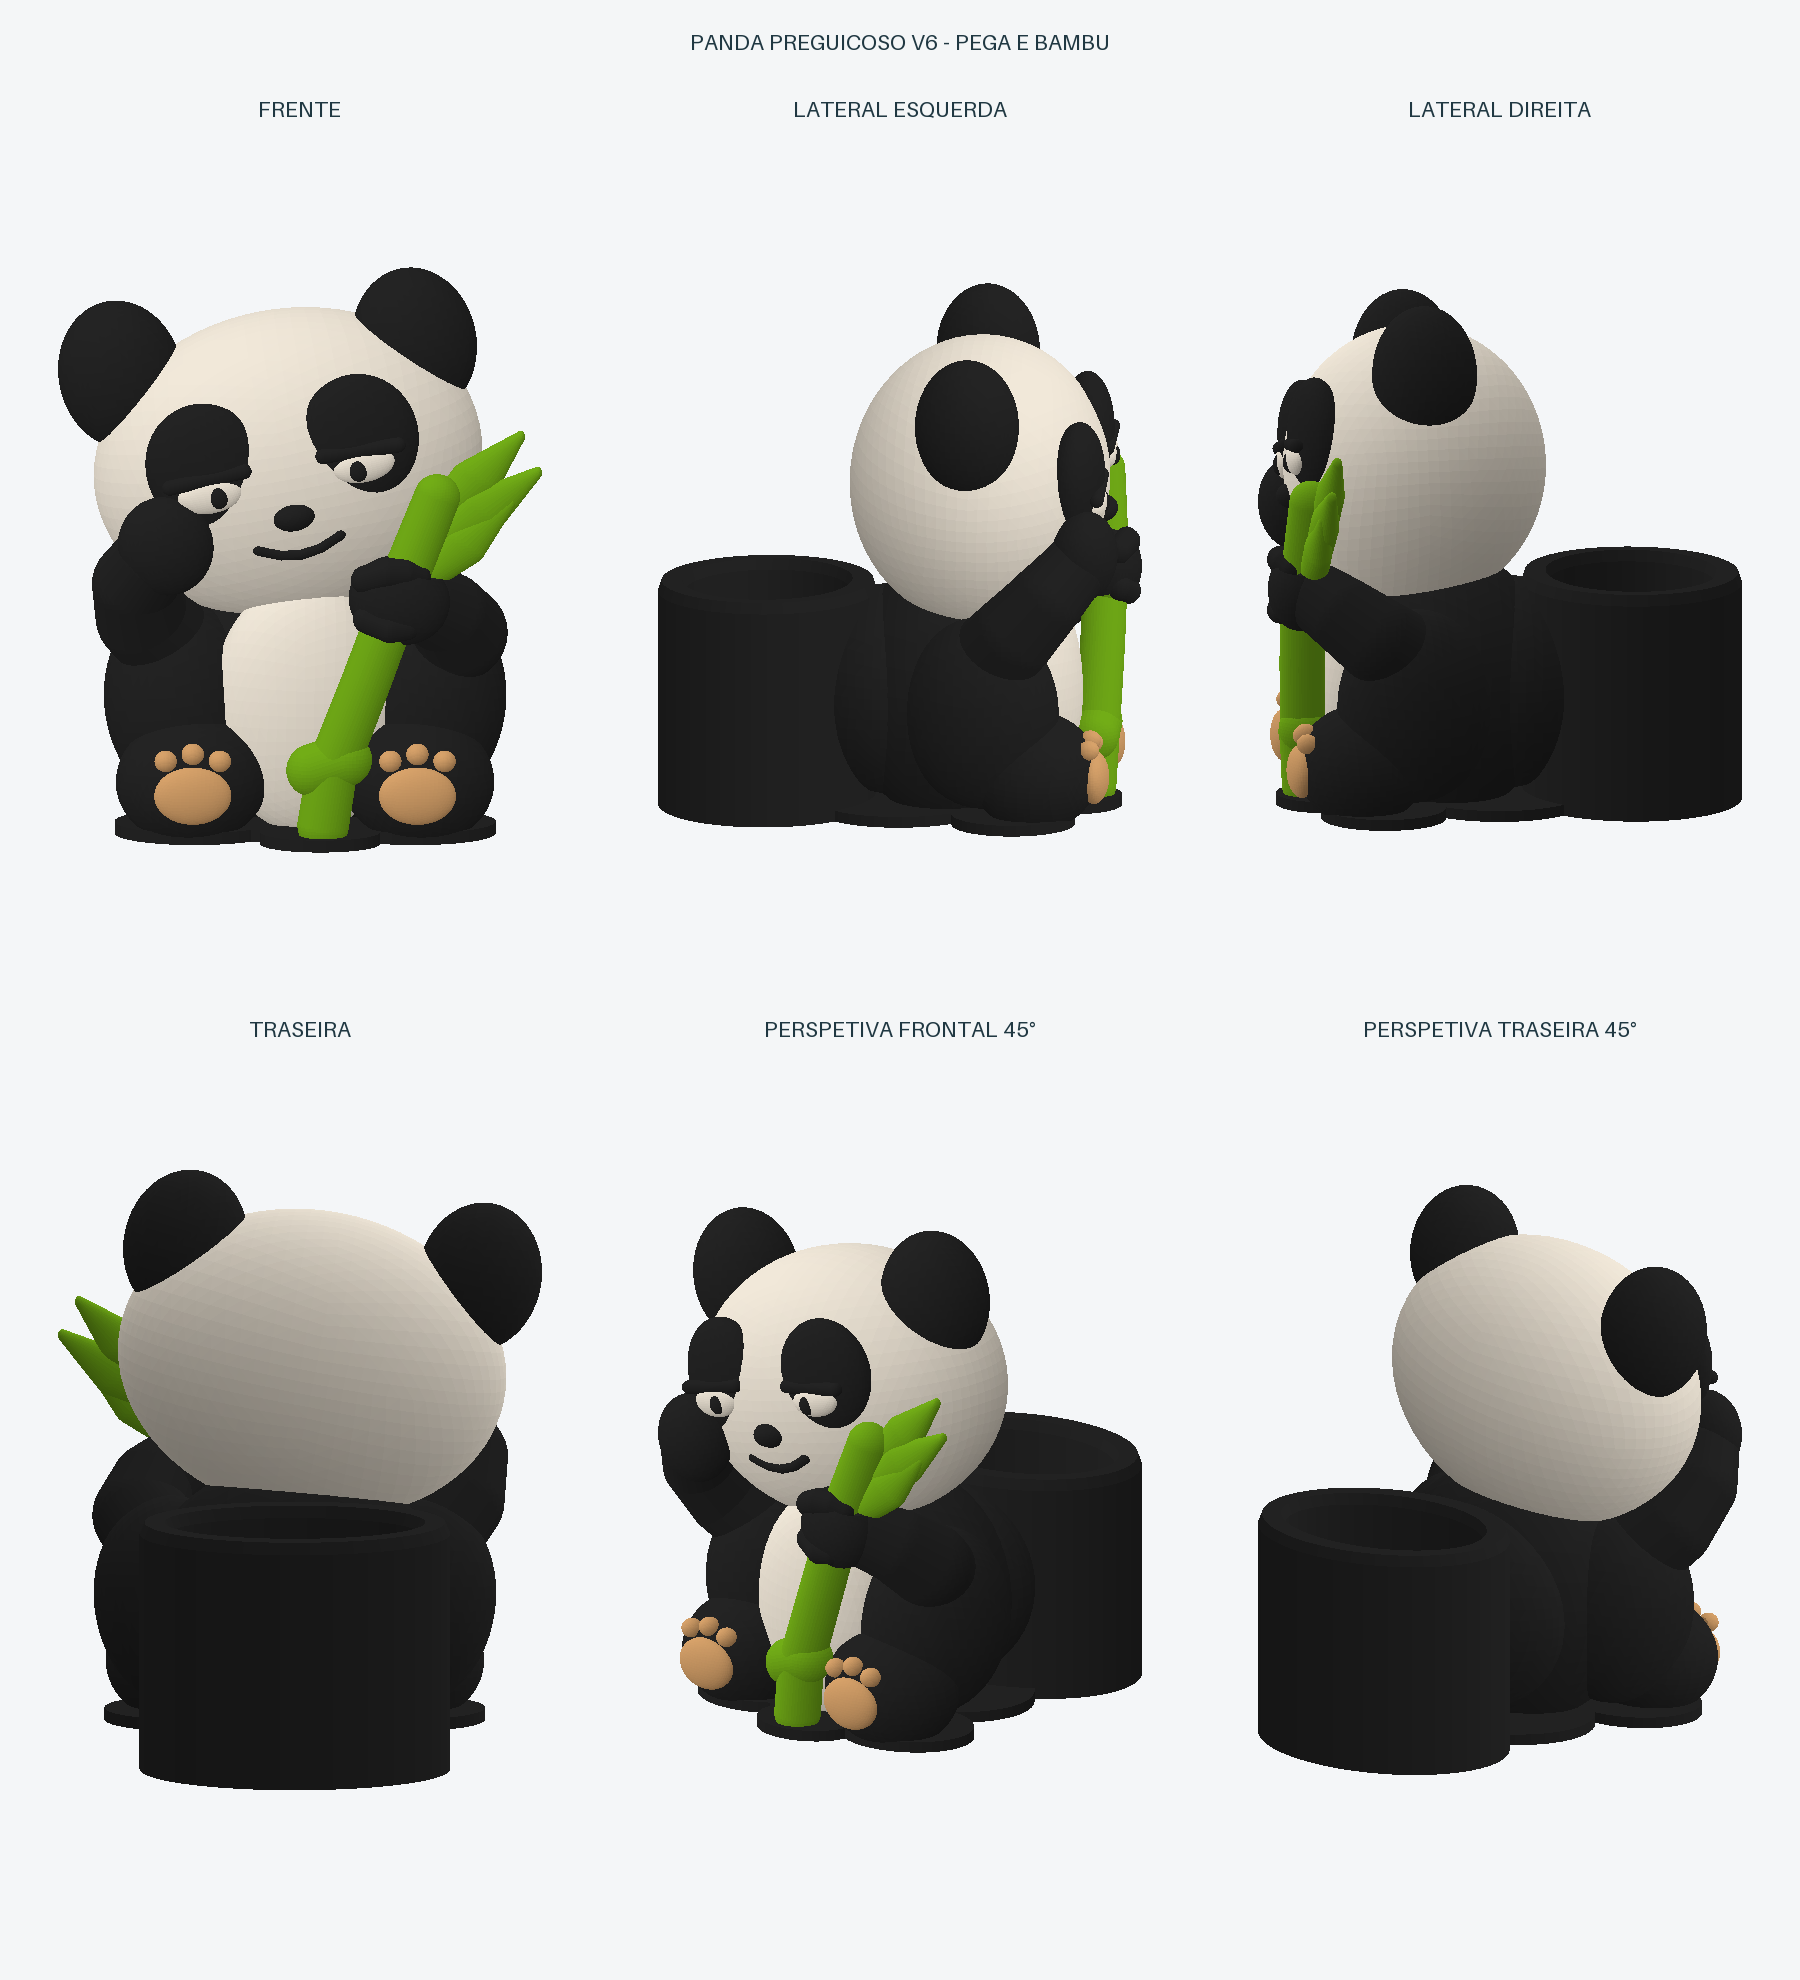 PANDA PREGUICOSO V6 - PEGA E BAMBU
FRENTE
LATERAL ESQUERDA
LATERAL DIREITA
TRASEIRA
PERSPETIVA FRONTAL 45°
PERSPETIVA TRASEIRA 45°